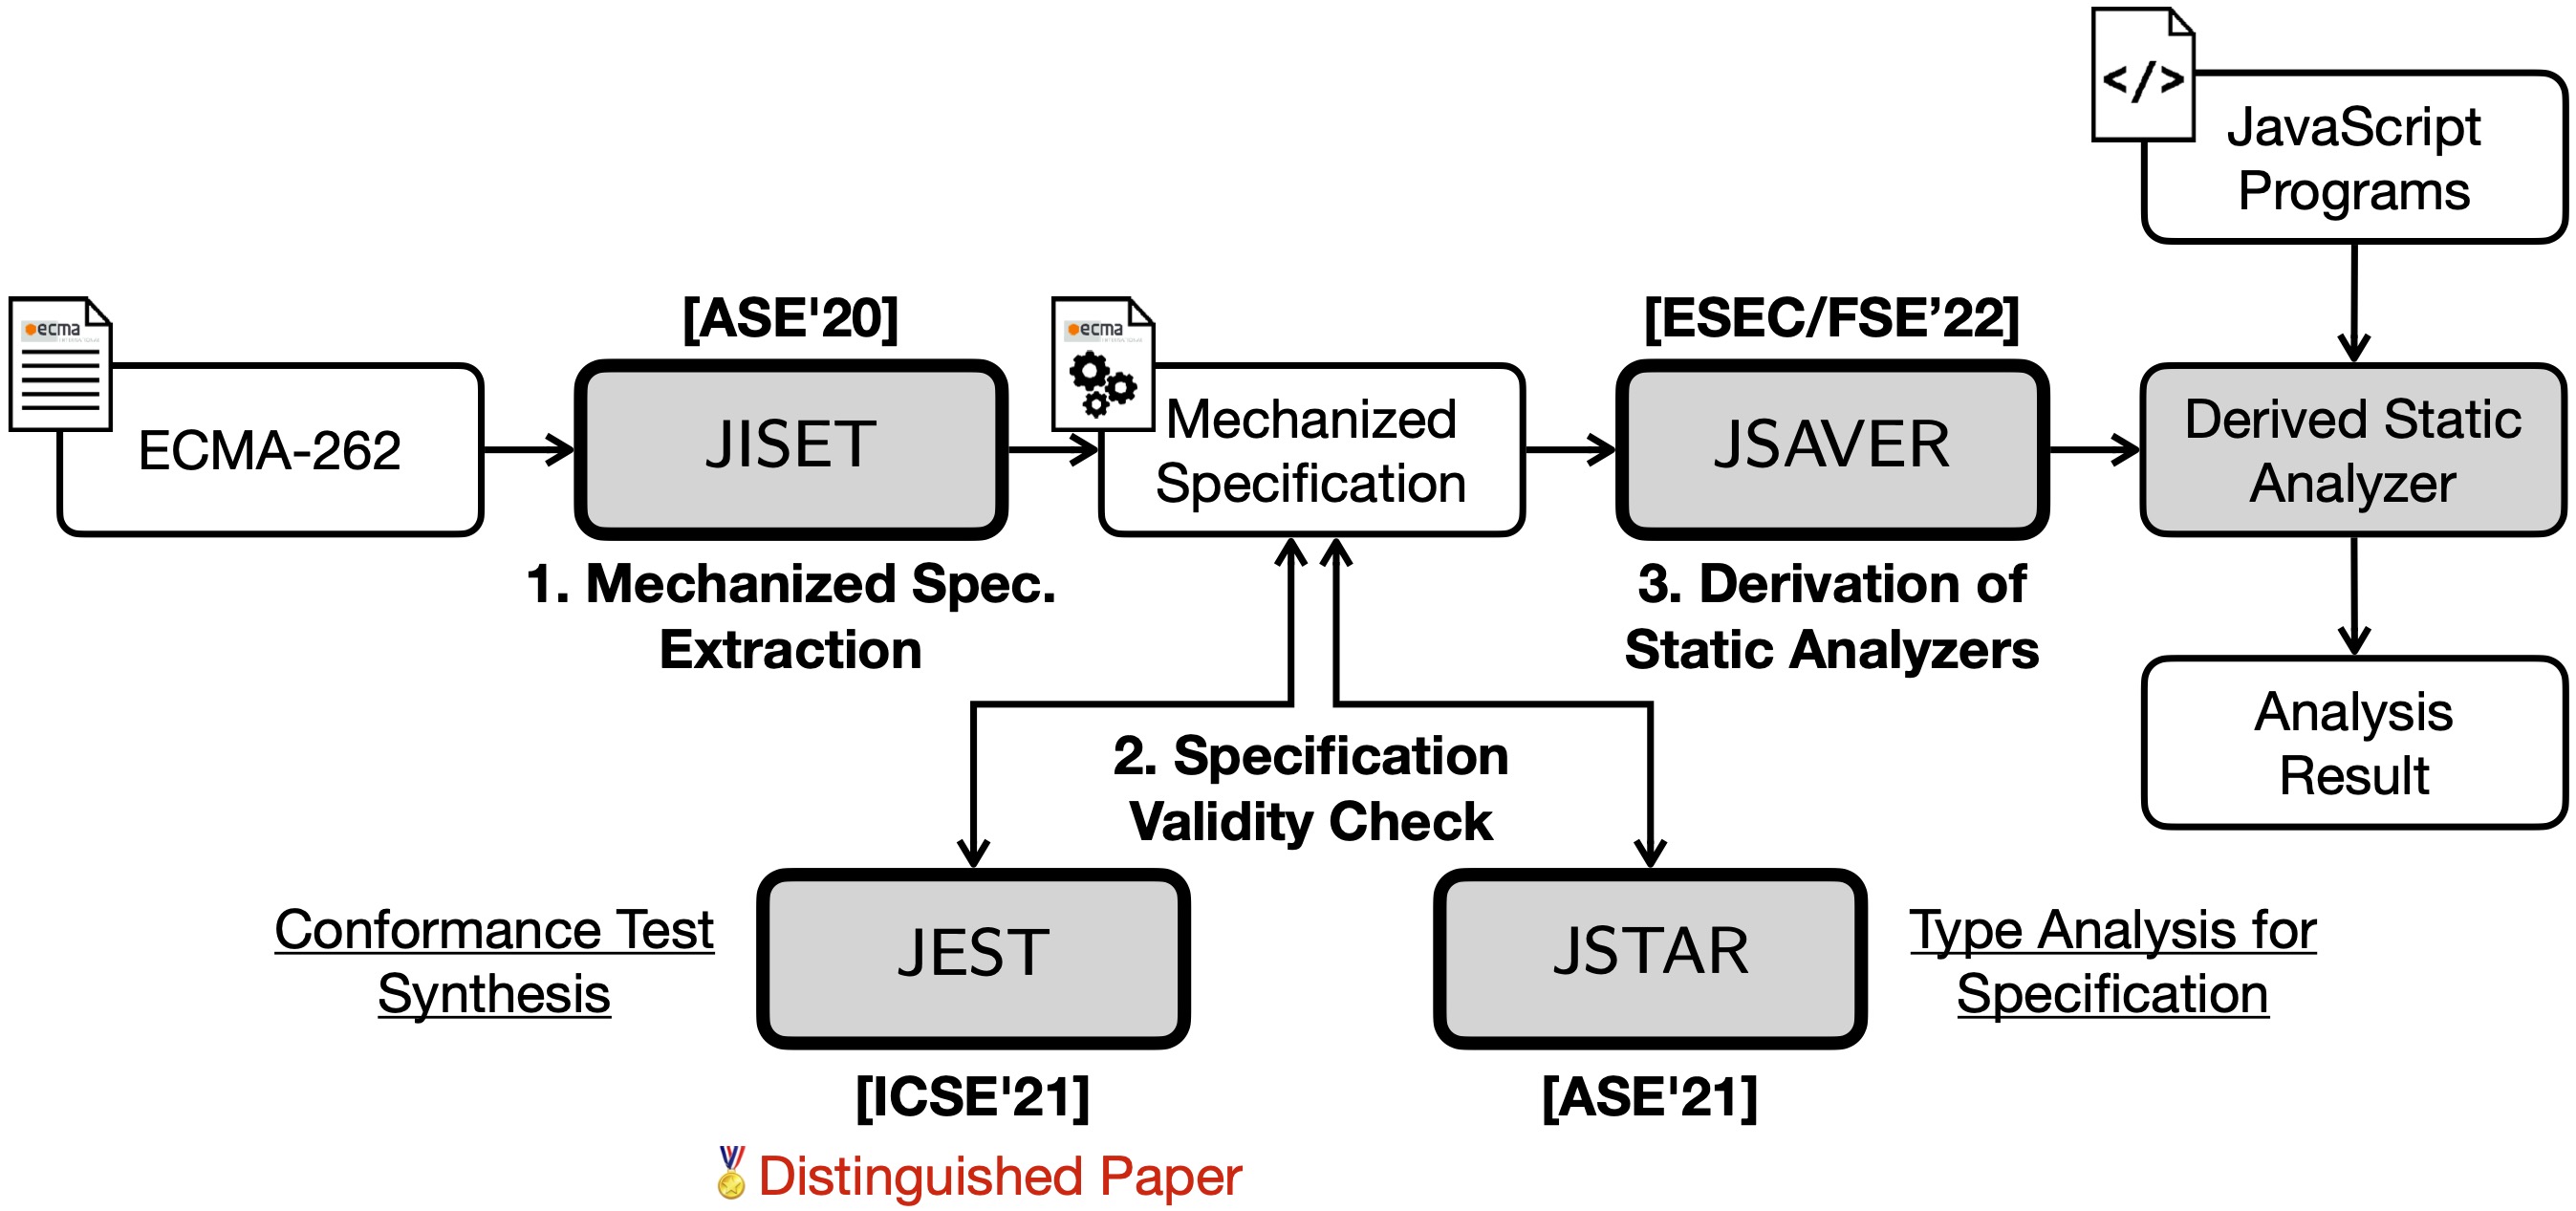 </>
JavaScript
Programs
[ASE'20]
[ESEC/FSE’22]
ecma
ecma
ECMA-262
JISET
Mechanized
Specification
JSAVER
Derived Static
Analyzer
1. Mechanized Spec.
Extraction
3. Derivation of
Static Analyzers
2. Specification
Validity Check
Analysis
Result
Conformance Test
Synthesis
JEST
JSTAR
Type Analysis for
Specification
[ICSE'21]
[ASE'21]
Distinguished Paper